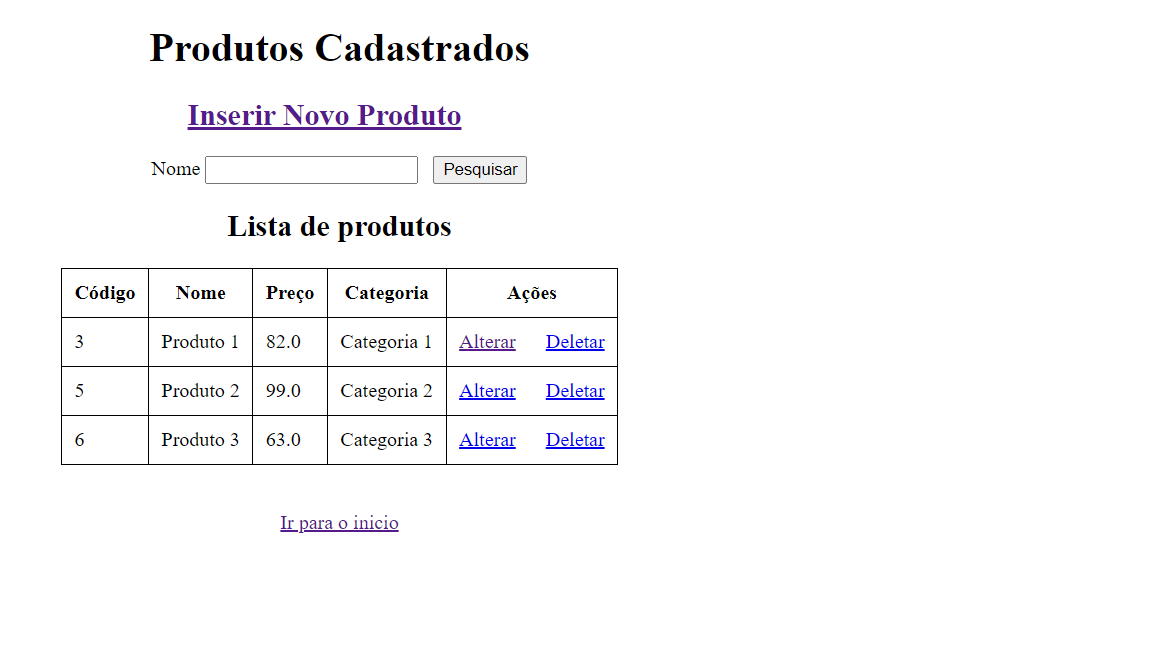 Produtos Cadastrados
Inserir Novo Produto
Nome Pesquisar
Lista de produtos
Código Nome Preço Categoria Ações
3 Produto 1 82.0 Categoria 1 Alterar Deletar
5 Produto 2 99.0 Categoria 2 Alterar Deletar
6 Produto 3 63.0 Categoria 3 Alterar Deletar
Ir para o inicio